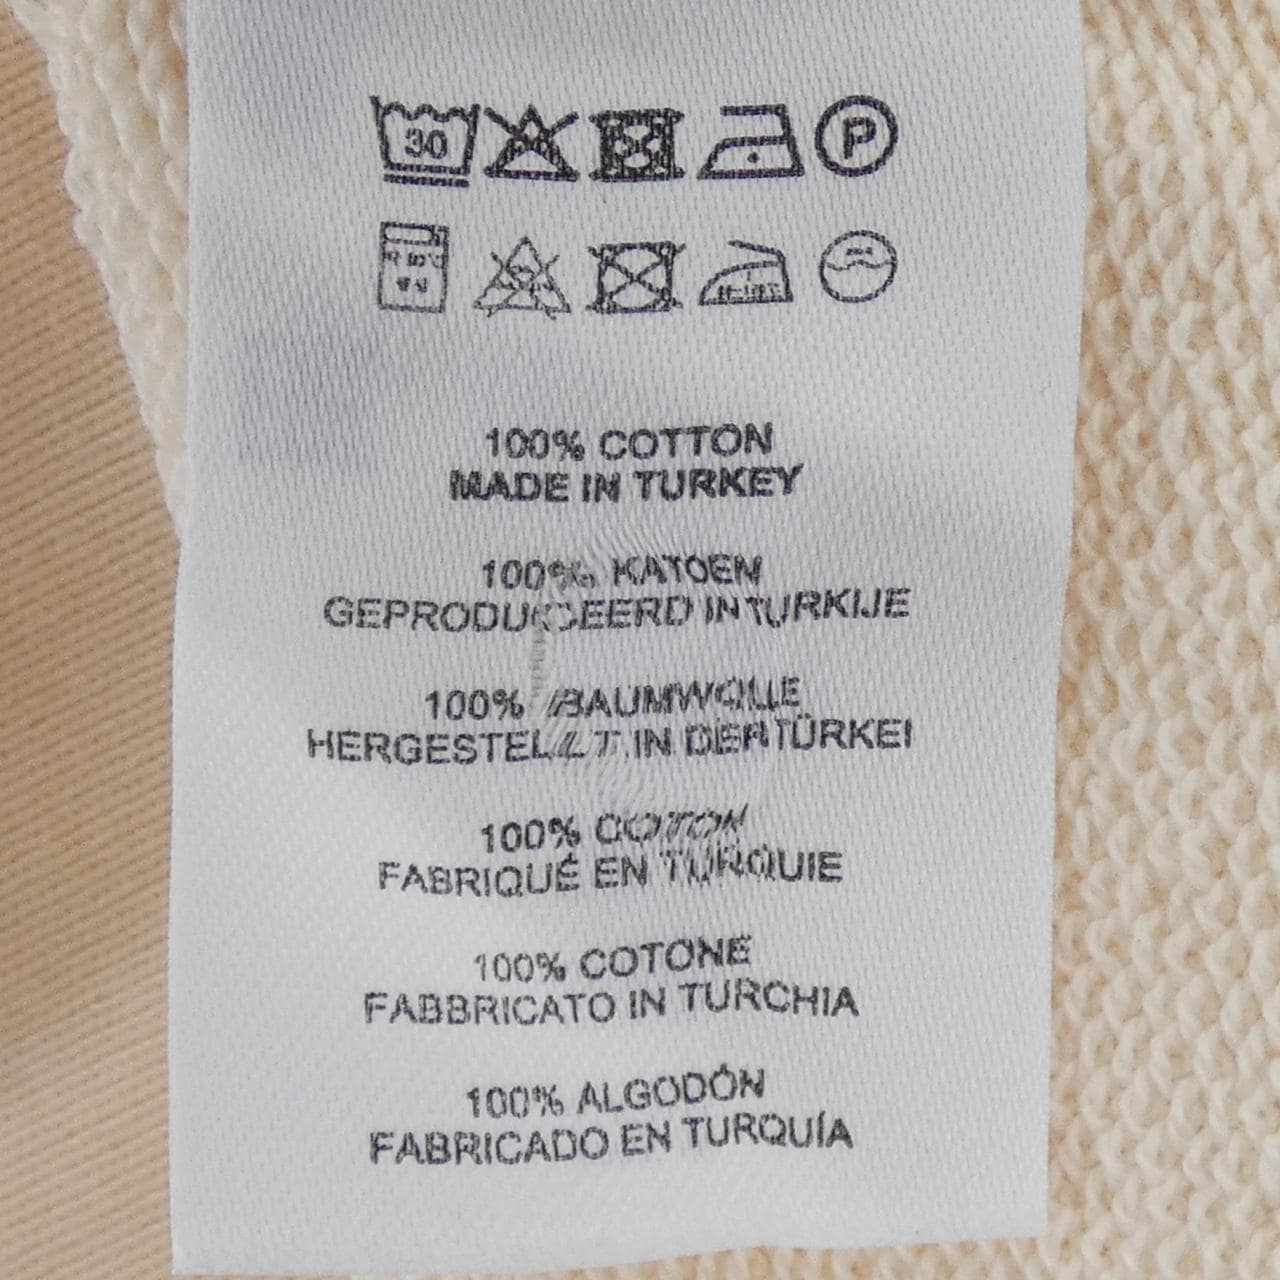 30
P
100% COTTON
MADE IN TURKEY
100% KATOEN
GEPRODUCEERD IN TURKIJE
100% BAUMWOLLE
HERGESTELLT IN DER TÜRKEI
100% COTON
FABRIQUÉ EN TURQUIE
100% COTONE
FABBRICATO IN TURCHIA
100% ALGODÓN
FABRICADO EN TURQUÍA